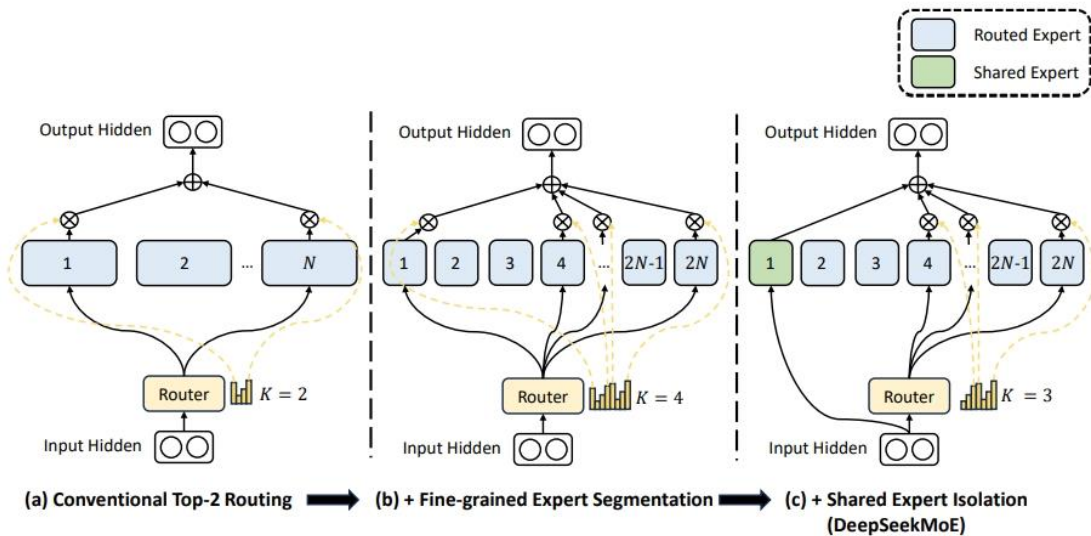 Routed Expert
Shared Expert
Output Hidden
1
2
...
N
Router
K = 2
Input Hidden
(a) Conventional Top-2 Routing
Output Hidden
1
2
3
4
...
2N-1
2N
Router
K = 4
Input Hidden
(b) + Fine-grained Expert Segmentation
Output Hidden
1
2
3
4
...
2N-1
2N
Router
K = 3
Input Hidden
(c) + Shared Expert Isolation
(DeepSeekMoE)